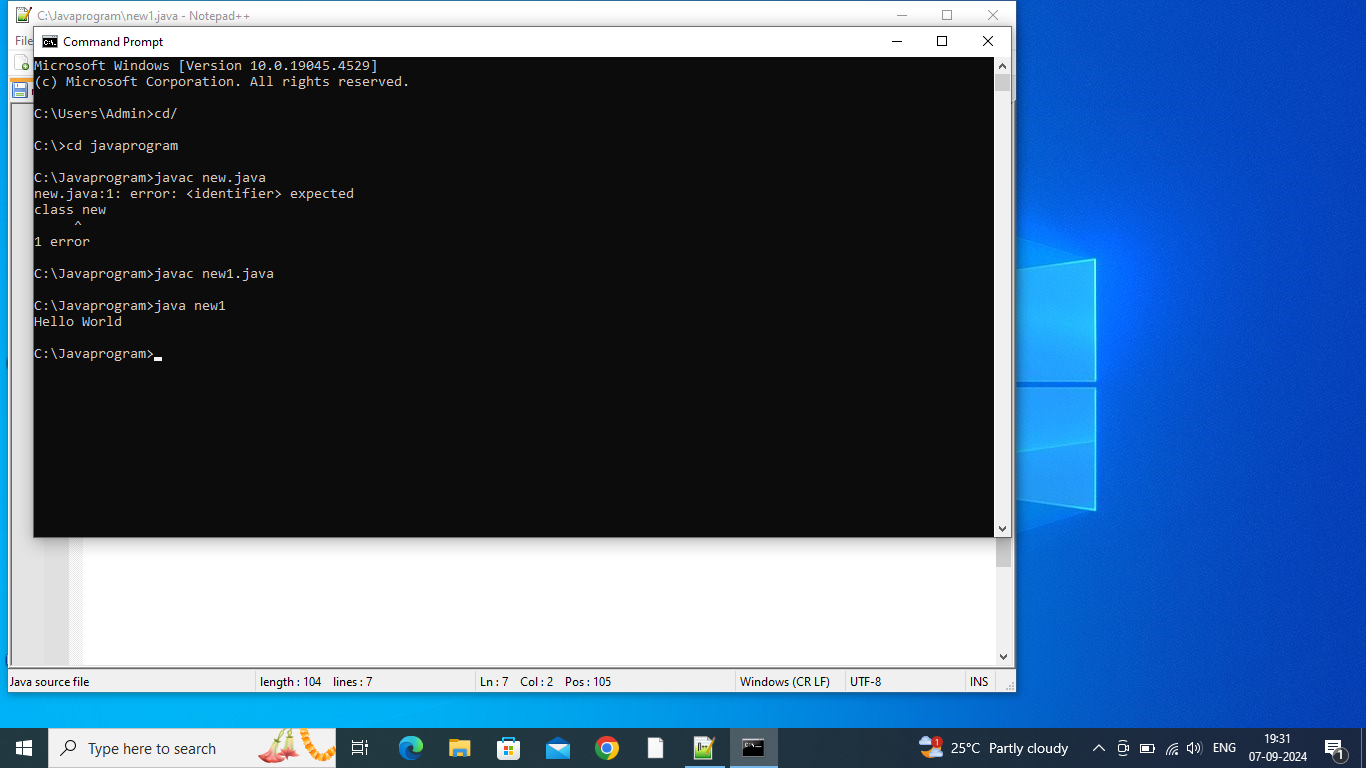 C:\Javaprogram\new1.java - Notepad++
File
Command Prompt
Microsoft Windows [Version 10.0.19045.4529]
(c) Microsoft Corporation. All rights reserved.
C:\Users\Admin>cd/
C:\>cd javaprogram
C:\Javaprogram>javac new.java
new.java:1: error: <identifier> expected
class new
^
1 error
C:\Javaprogram>javac new1.java
C:\Javaprogram>java new1
Hello World
C:\Javaprogram>
Java source file length : 104 lines : 7 Ln : 7 Col : 2 Pos : 105 Windows (CR LF) UTF-8 INS
Type here to search
1 25°C Partly cloudy ENG 19:31 1
07-09-2024